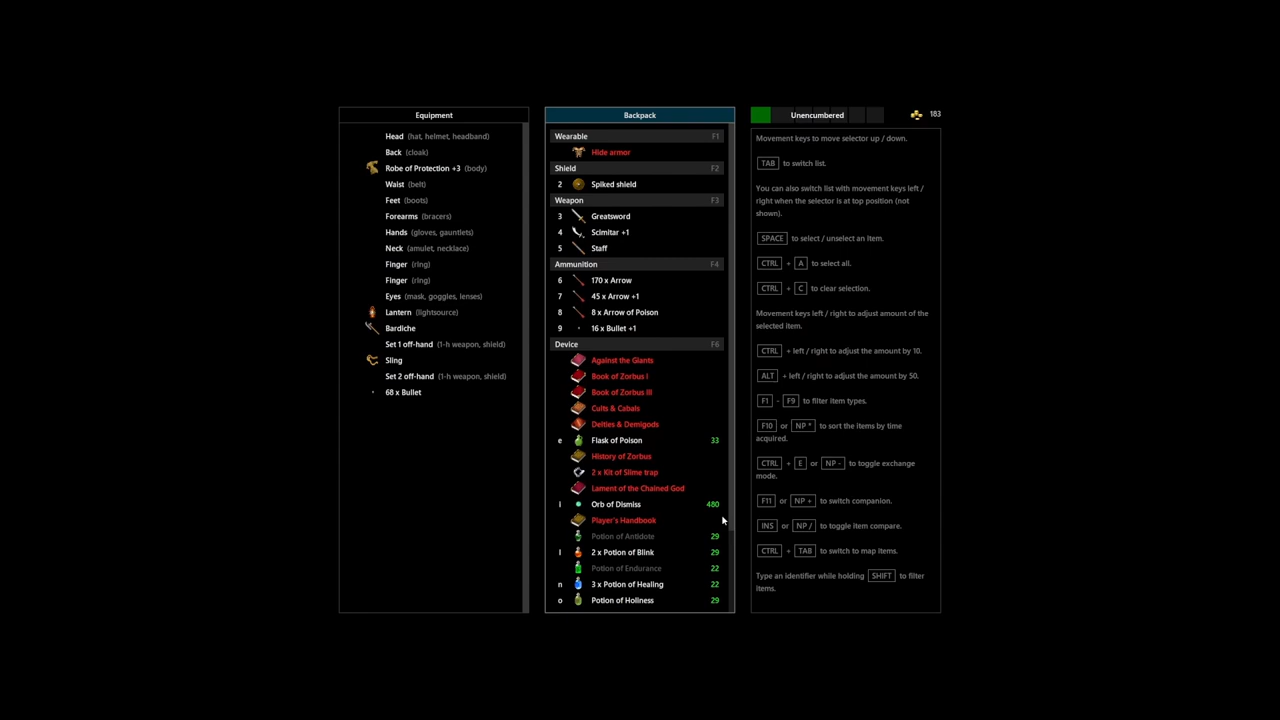 Equipment
Head (hat, helmet, headband)
Back (cloak)
Robe of Protection +3 (body)
Waist (belt)
Feet (boots)
Forearms (bracers)
Hands (gloves, gauntlets)
Neck (amulet, necklace)
Finger (ring)
Finger (ring)
Eyes (mask, goggles, lenses)
Lantern (lightsource)
Bardiche
Set 1 off-hand (1-h weapon, shield)
Sling
Set 2 off-hand (1-h weapon, shield)
68 x Bullet
Backpack
Wearable F1
Hide armor
Shield F2
2 Spiked shield
Weapon F3
3 Greatsword
4 Scimitar +1
5 Staff
Ammunition F4
6 170 x Arrow
7 45 x Arrow +1
8 8 x Arrow of Poison
9 16 x Bullet +1
Device F6
Against the Giants
Book of Zorbus I
Book of Zorbus III
Cults & Cabals
Deities & Demigods
e Flask of Poison 33
History of Zorbus
2 x Kit of Slime trap
Lament of the Chained God
I Orb of Dismiss 480
Player's Handbook
Potion of Antidote 29
l 2 x Potion of Blink 29
Potion of Endurance 22
n 3 x Potion of Healing 22
o Potion of Holiness 29
Unencumbered 183
Movement keys to move selector up / down.
TAB to switch list.
You can also switch list with movement keys left /
right when the selector is at top position (not
shown).
SPACE to select / unselect an item.
CTRL + A to select all.
CTRL + C to clear selection.
Movement keys left / right to adjust amount of the
selected item.
CTRL + left / right to adjust the amount by 10.
ALT + left / right to adjust the amount by 50.
F1 - F9 to filter item types.
F10 or NP * to sort the items by time
acquired.
CTRL + E or NP - to toggle exchange
mode.
F11 or NP + to switch companion.
INS or NP / to toggle item compare.
CTRL + TAB to switch to map items.
Type an identifier while holding SHIFT to filter
items.